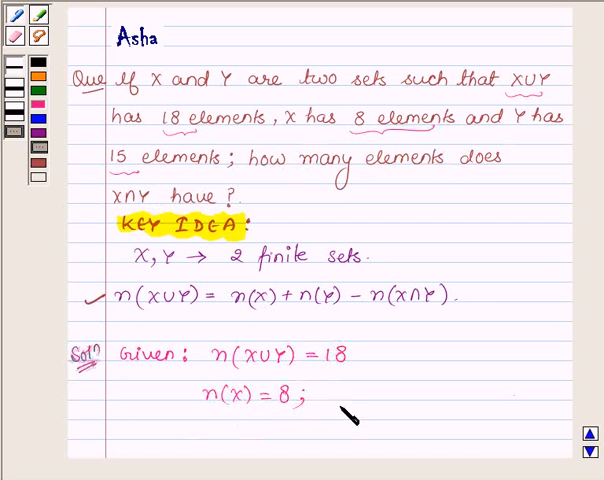 Asha
Que If X and Y are two sets such that X∪Y
has 18 elements, X has 8 elements and Y has
15 elements; how many elements does
X∩Y have?
KEY IDEA:
X, Y → 2 finite sets.
n(X∪Y) = n(X) + n(Y) - n(X∩Y).
Solⁿ Given: n(X∪Y) = 18
n(X) = 8;